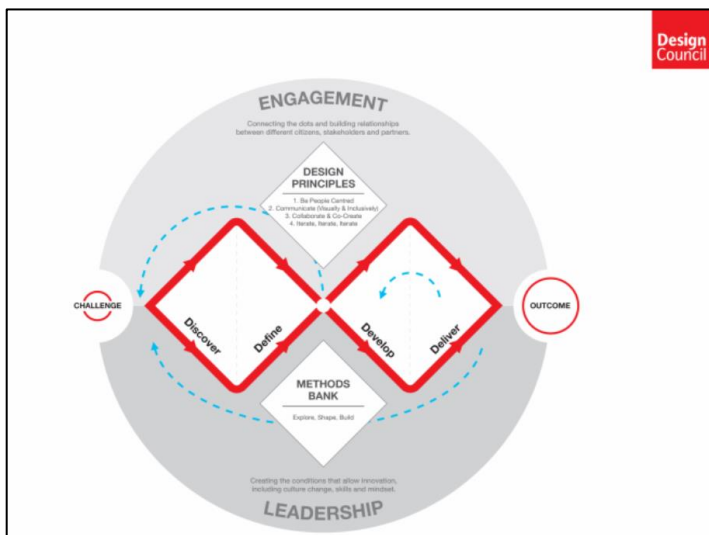 Design
Council
ENGAGEMENT
Connecting the dots and building relationships
between different citizens, stakeholders and partners.
DESIGN
PRINCIPLES
1. Be People Centred
2. Communicate (Visually & Inclusively)
3. Collaborate & Co-Create
4. Iterate, Iterate, Iterate
CHALLENGE
OUTCOME
Discover
Define
Develop
Deliver
METHODS
BANK
Explore, Shape, Build
Creating the conditions that allow innovation,
including culture change, skills and mindset.
LEADERSHIP